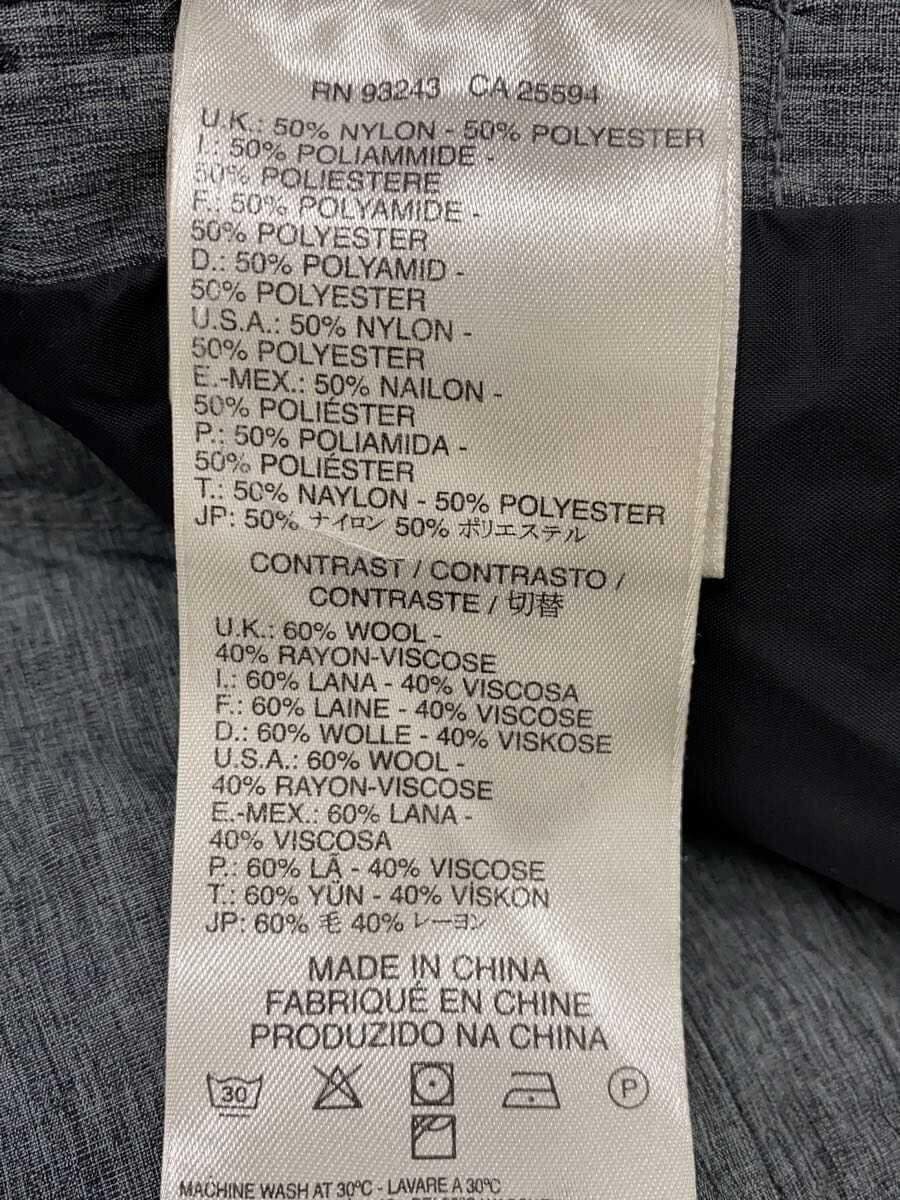 RN 93243 CA 25594
U.K.: 50% NYLON - 50% POLYESTER
I.: 50% POLIAMMIDE -
50% POLIESTERE
F.: 50% POLYAMIDE -
50% POLYESTER
D.: 50% POLYAMID -
50% POLYESTER
U.S.A.: 50% NYLON -
50% POLYESTER
E.-MEX.: 50% NAILON -
50% POLIÉSTER
P.: 50% POLIAMIDA -
50% POLIÉSTER
T.: 50% NAYLON - 50% POLYESTER
JP: 50% ナイロン 50% ポリエステル
CONTRAST / CONTRASTO /
CONTRASTE / 切替
U.K.: 60% WOOL -
40% RAYON-VISCOSE
I.: 60% LANA - 40% VISCOSA
F.: 60% LAINE - 40% VISCOSE
D.: 60% WOLLE - 40% VISKOSE
U.S.A.: 60% WOOL -
40% RAYON-VISCOSE
E.-MEX.: 60% LANA -
40% VISCOSA
P.: 60% LÃ - 40% VISCOSE
T.: 60% YÜN - 40% VİSKON
JP: 60% 毛 40% レーヨン
MADE IN CHINA
FABRIQUÉ EN CHINE
PRODUZIDO NA CHINA
30 P
MACHINE WASH AT 30ºC - LAVARE A 30ºC